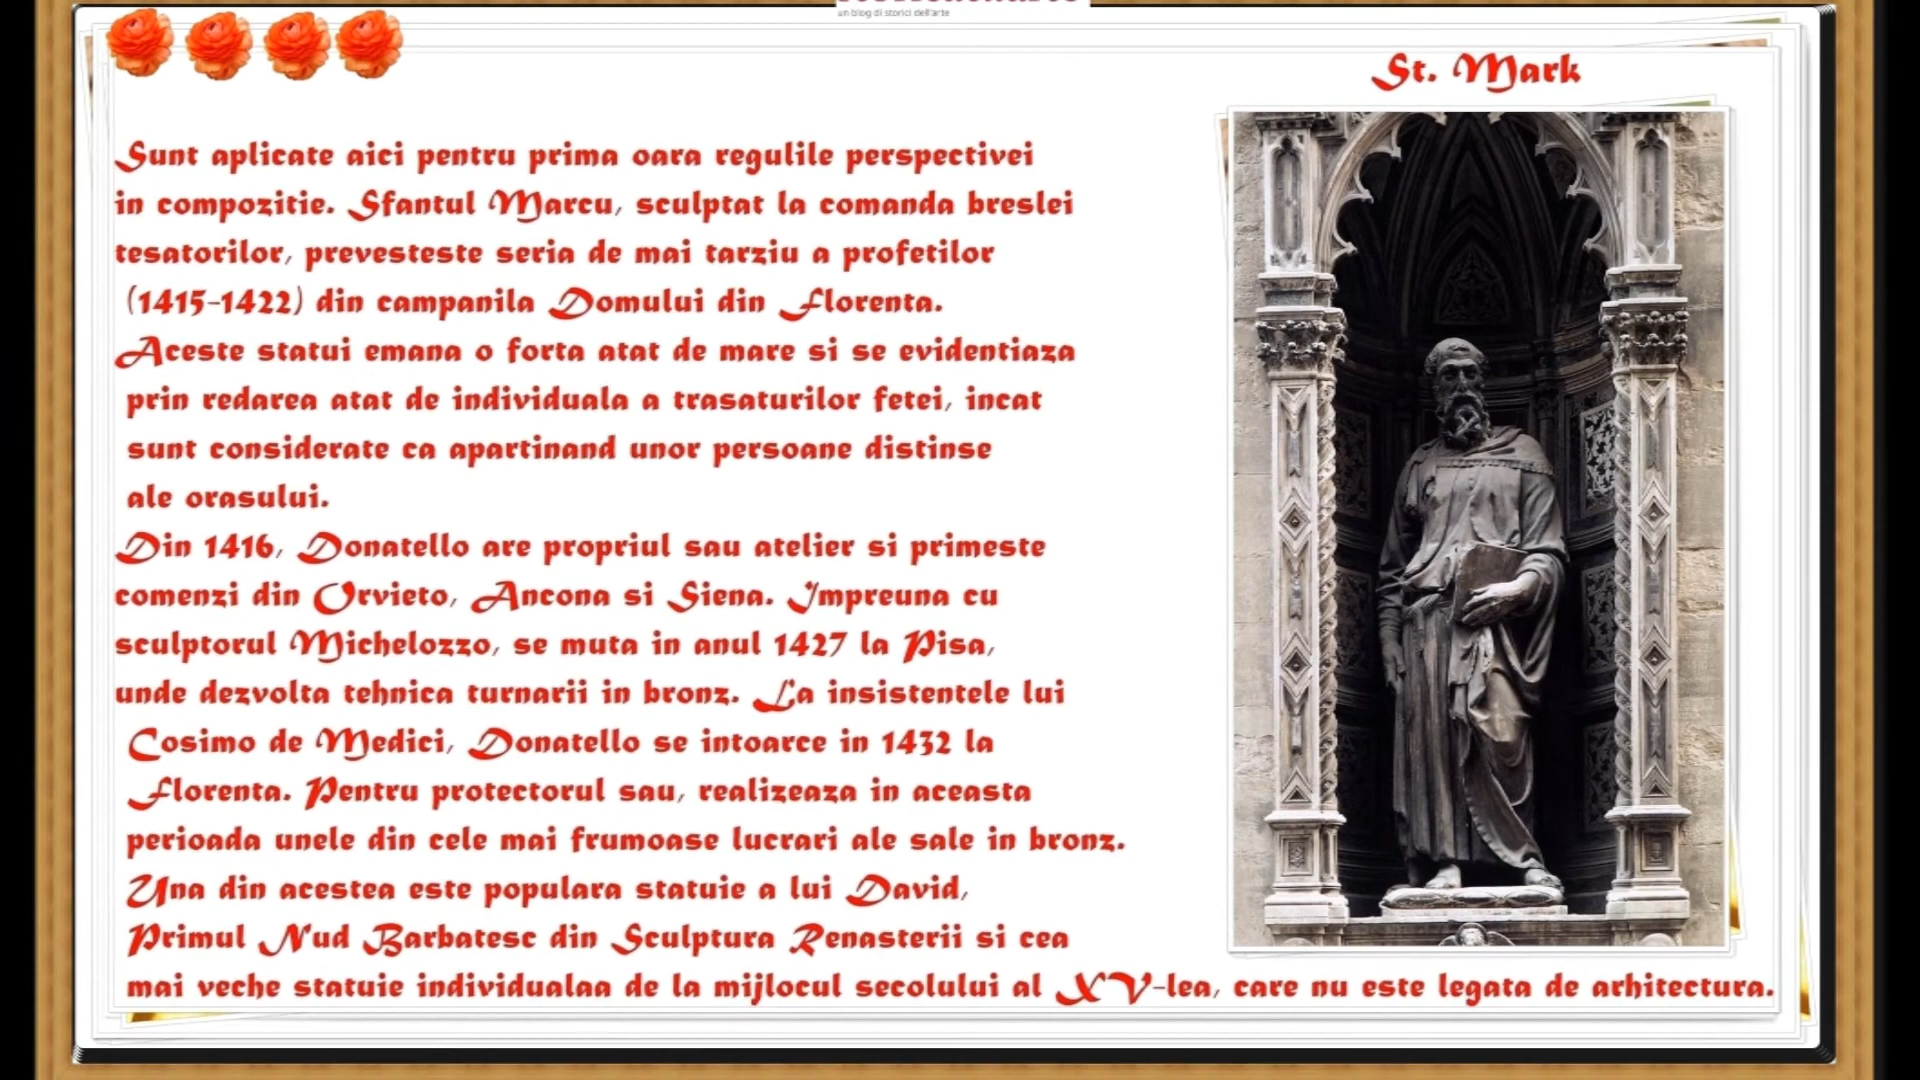 un blog di storici dell'arte
St. Mark
Sunt aplicate aici pentru prima oara regulile perspectivei
in compozitie. Sfantul Marcu, sculptat la comanda breslei
tesatorilor, prevesteste seria de mai tarziu a profetilor
(1415-1422) din campanila Domului din Florenta.
Aceste statui emana o forta atat de mare si se evidentiaza
prin redarea atat de individuala a trasaturilor fetei, incat
sunt considerate ca apartinand unor persoane distinse
ale orasului.
Din 1416, Donatello are propriul sau atelier si primeste
comenzi din Orvieto, Ancona si Siena. Impreuna cu
sculptorul Michelozzo, se muta in anul 1427 la Pisa,
unde dezvolta tehnica turnarii in bronz. La insistentele lui
Cosimo de Medici, Donatello se intoarce in 1432 la
Florenta. Pentru protectorul sau, realizeaza in aceasta
perioada unele din cele mai frumoase lucrari ale sale in bronz.
Una din acestea este populara statuie a lui David,
Primul Nud Barbatesc din Sculptura Renasterii si cea
mai veche statuie individualaa de la mijlocul secolului al XV-lea, care nu este legata de arhitectura.